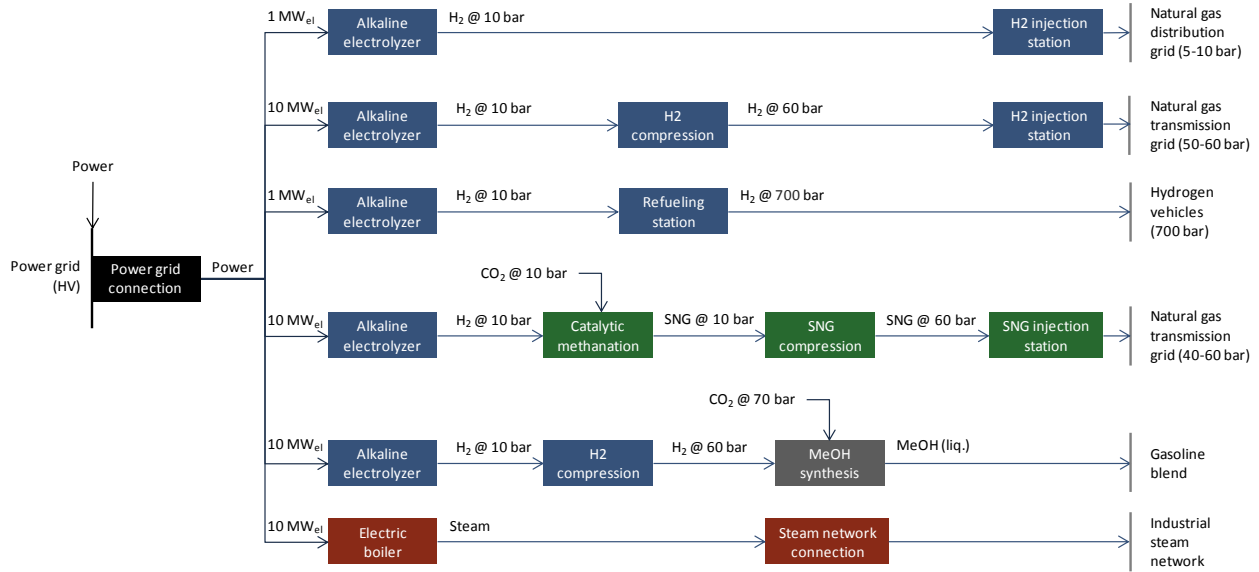 Power
Power grid
(HV)
Power grid
connection
Power
1 MWel
Alkaline
electrolyzer
H2 @ 10 bar
H2 injection
station
Natural gas
distribution
grid (5-10 bar)
10 MWel
Alkaline
electrolyzer
H2 @ 10 bar
H2
compression
H2 @ 60 bar
H2 injection
station
Natural gas
transmission
grid (50-60 bar)
1 MWel
Alkaline
electrolyzer
H2 @ 10 bar
Refueling
station
H2 @ 700 bar
Hydrogen
vehicles
(700 bar)
10 MWel
Alkaline
electrolyzer
H2 @ 10 bar
CO2 @ 10 bar
Catalytic
methanation
SNG @ 10 bar
SNG
compression
SNG @ 60 bar
SNG injection
station
Natural gas
transmission
grid (40-60 bar)
10 MWel
Alkaline
electrolyzer
H2 @ 10 bar
H2
compression
H2 @ 60 bar
CO2 @ 70 bar
MeOH
synthesis
MeOH (liq.)
Gasoline
blend
10 MWel
Electric
boiler
Steam
Steam network
connection
Industrial
steam
network